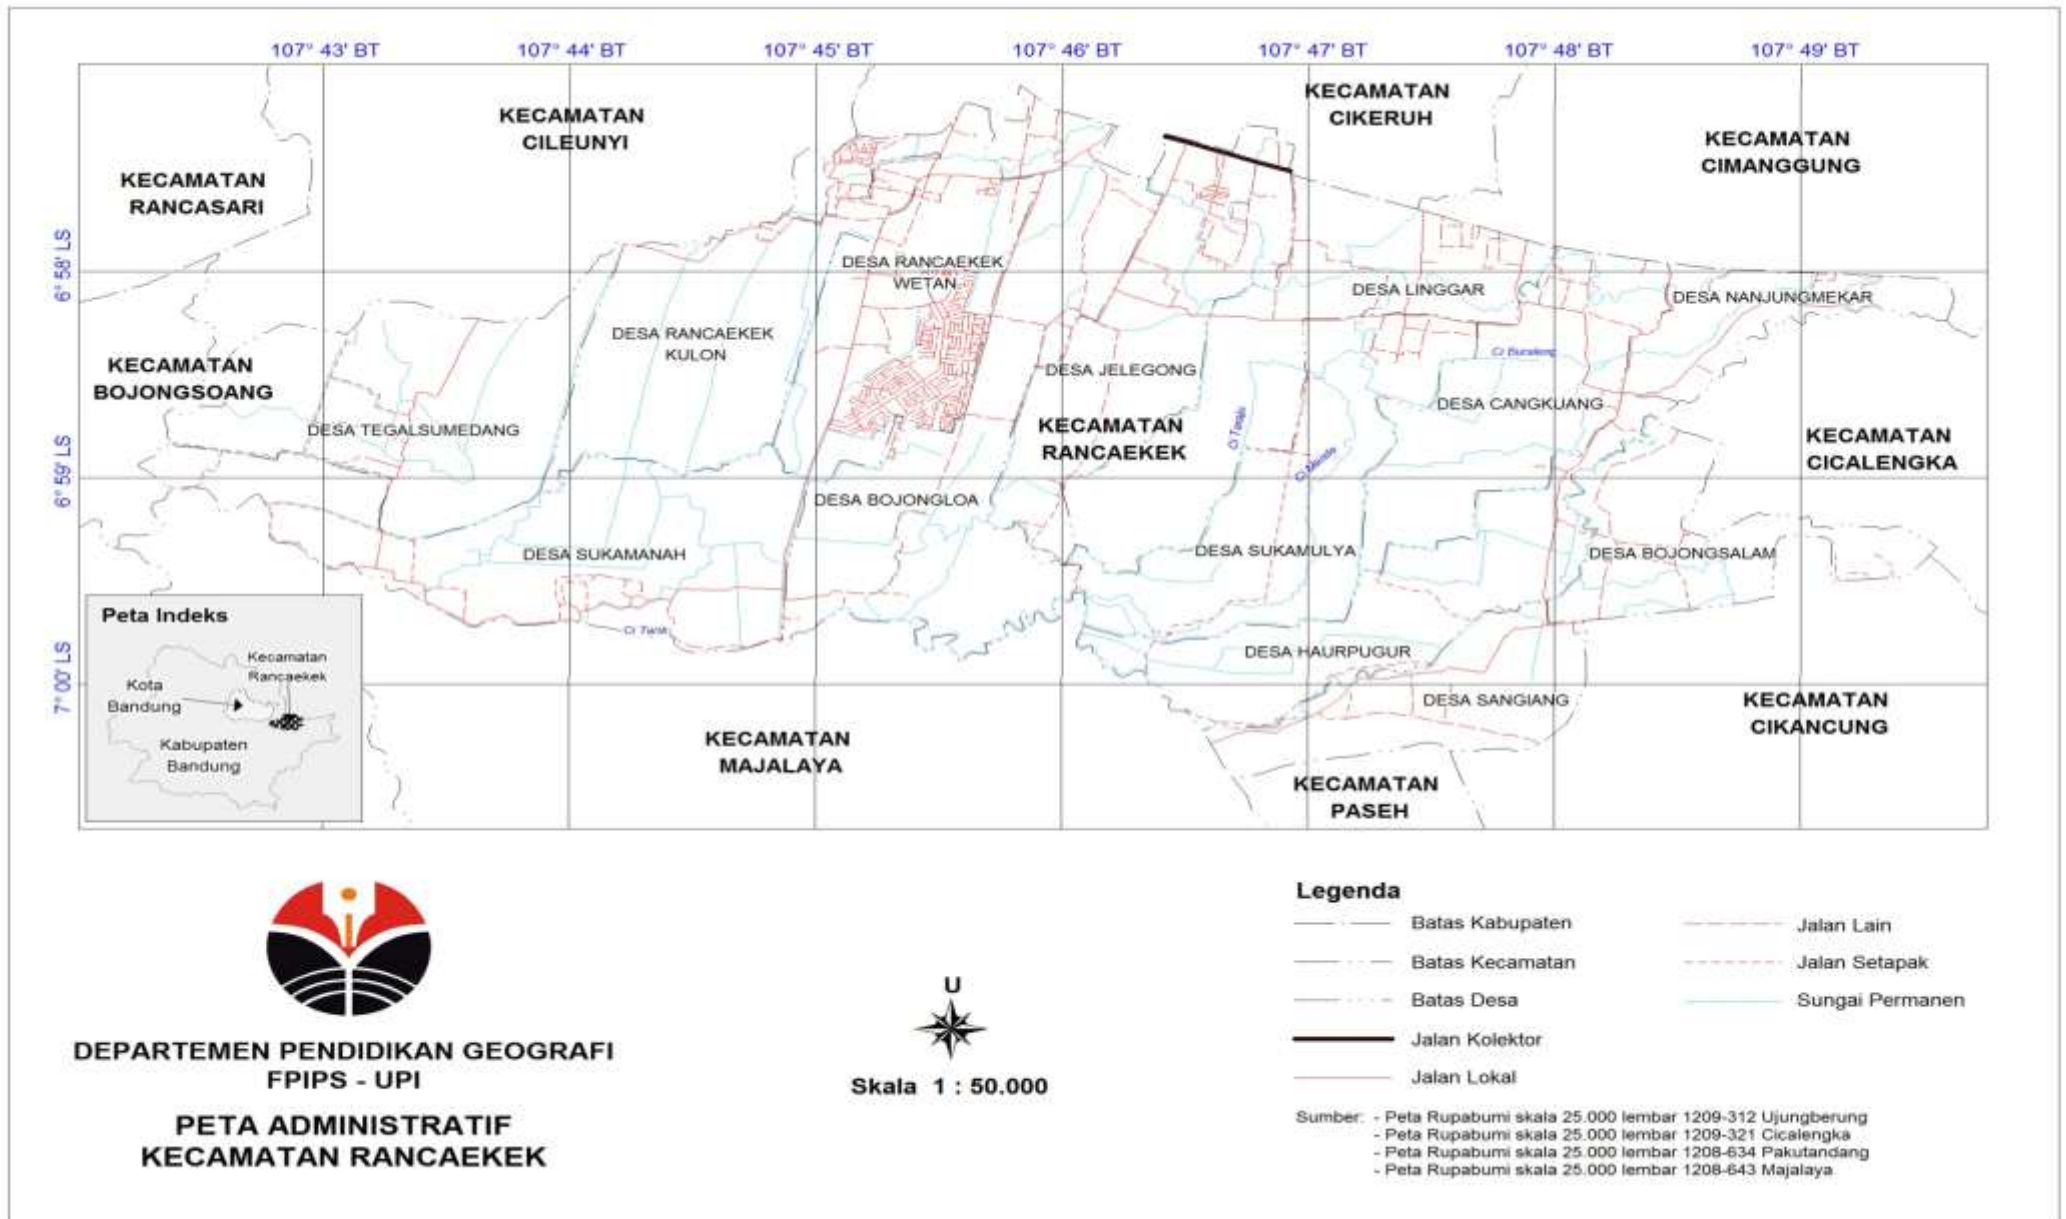 107° 43' BT
107° 44' BT
107° 45' BT
107° 46' BT
107° 47' BT
107° 48' BT
107° 49' BT
6° 58' LS
6° 59' LS
7° 00' LS
KECAMATAN
CILEUNYI
KECAMATAN
CIKERUH
KECAMATAN
CIMANGGUNG
KECAMATAN
RANCASARI
DESA RANCAEKEK
WETAN
DESA LINGGAR
DESA NANJUNGMEKAR
DESA RANCAEKEK
KULON
KECAMATAN
BOJONGSOANG
DESA JELEGONG
DESA CANGKUANG
DESA TEGALSUMEDANG
KECAMATAN
RANCAEKEK
KECAMATAN
CICALENGKA
DESA BOJONGLOA
DESA SUKAMANAH
DESA SUKAMULYA
DESA BOJONGSALAM
Ci Tarik
DESA HAURPUGUR
DESA SANGIANG
KECAMATAN
CIKANCUNG
KECAMATAN
MAJALAYA
KECAMATAN
PASEH
Peta Indeks
Kecamatan
Rancaekek
Kota
Bandung
Kabupaten
Bandung
DEPARTEMEN PENDIDIKAN GEOGRAFI
FPIPS - UPI
PETA ADMINISTRATIF
KECAMATAN RANCAEKEK
U
Skala 1 : 50.000
Legenda
Batas Kabupaten
Batas Kecamatan
Batas Desa
Jalan Kolektor
Jalan Lokal
Jalan Lain
Jalan Setapak
Sungai Permanen
Sumber: - Peta Rupabumi skala 25.000 lembar 1209-312 Ujungberung
- Peta Rupabumi skala 25.000 lembar 1209-321 Cicalengka
- Peta Rupabumi skala 25.000 lembar 1208-634 Pakutandang
- Peta Rupabumi skala 25.000 lembar 1208-643 Majalaya